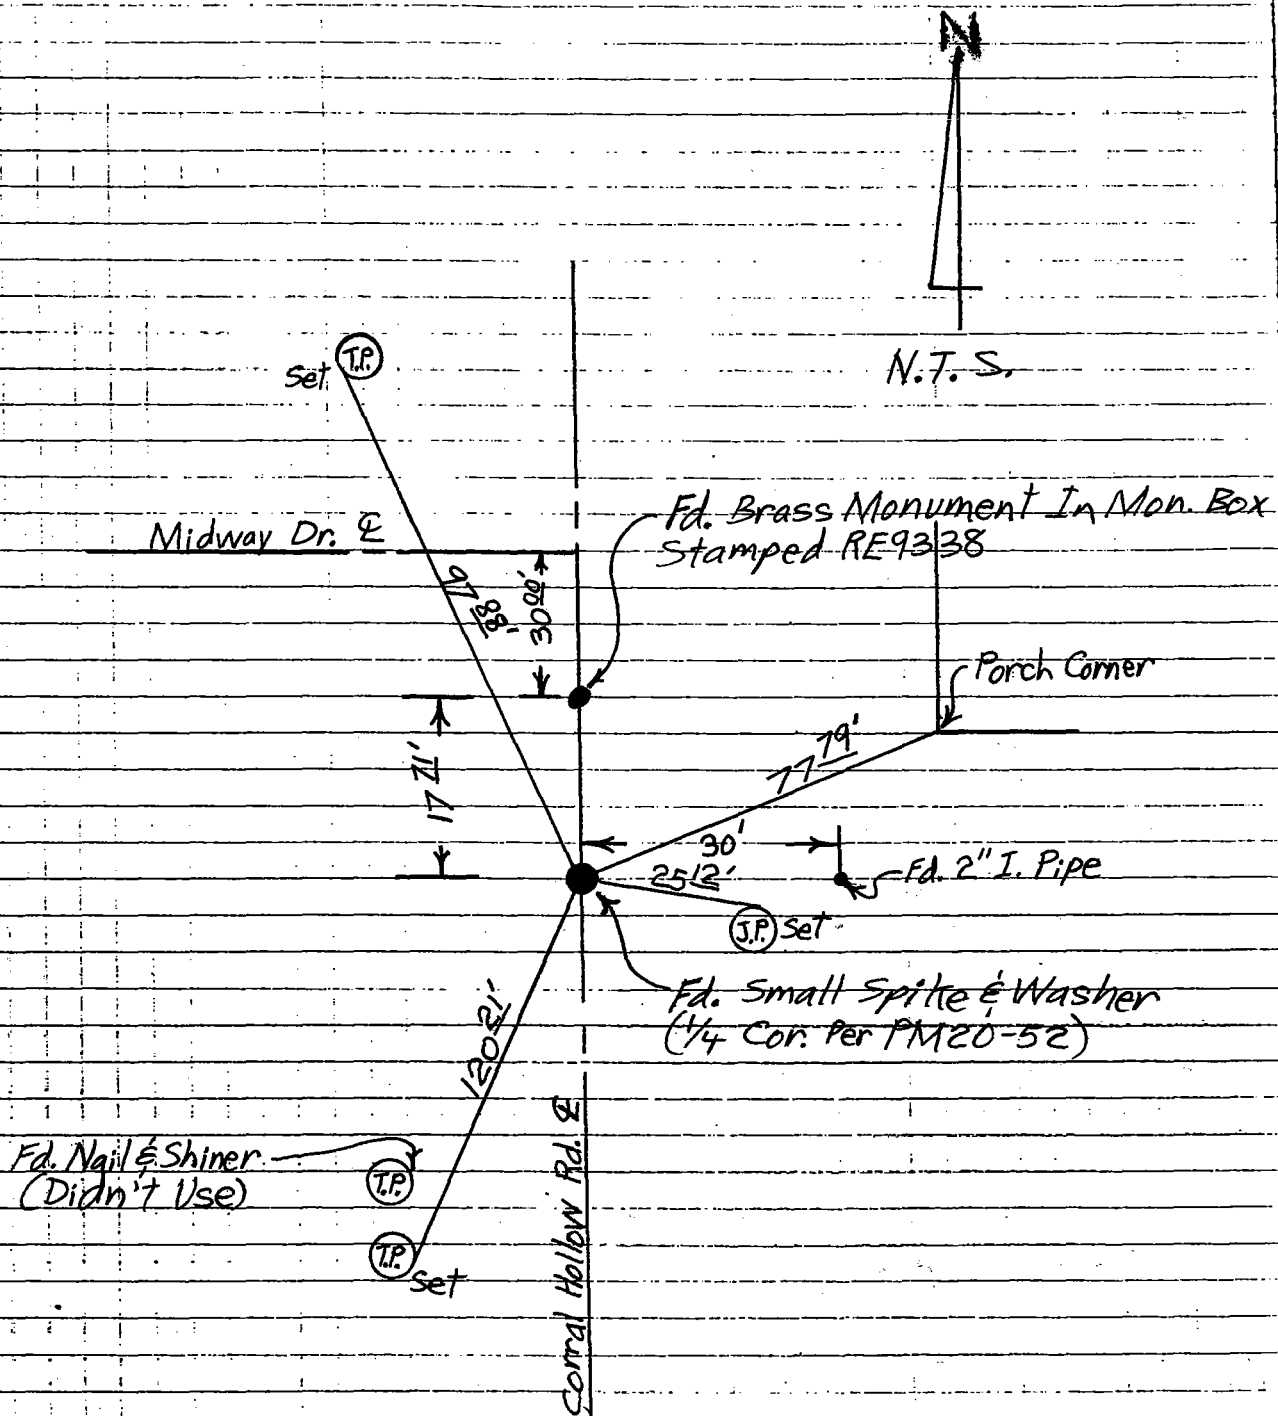 N
N.T.S.
T.P.
Set
Fd. Brass Monument In Mon. Box
Stamped RE9338
Midway Dr. ℄
97 88'
30 00'
Porch Corner
17 71'
77 79'
30'
25 12'
Fd. 2" I. Pipe
J.P. Set
Fd. Small Spike & Washer
(1/4 Cor. Per PM20-52)
120 21'
Corral Hollow Rd. ℄
Fd. Nail & Shiner
(Didn't Use)
T.P.
T.P.
Set